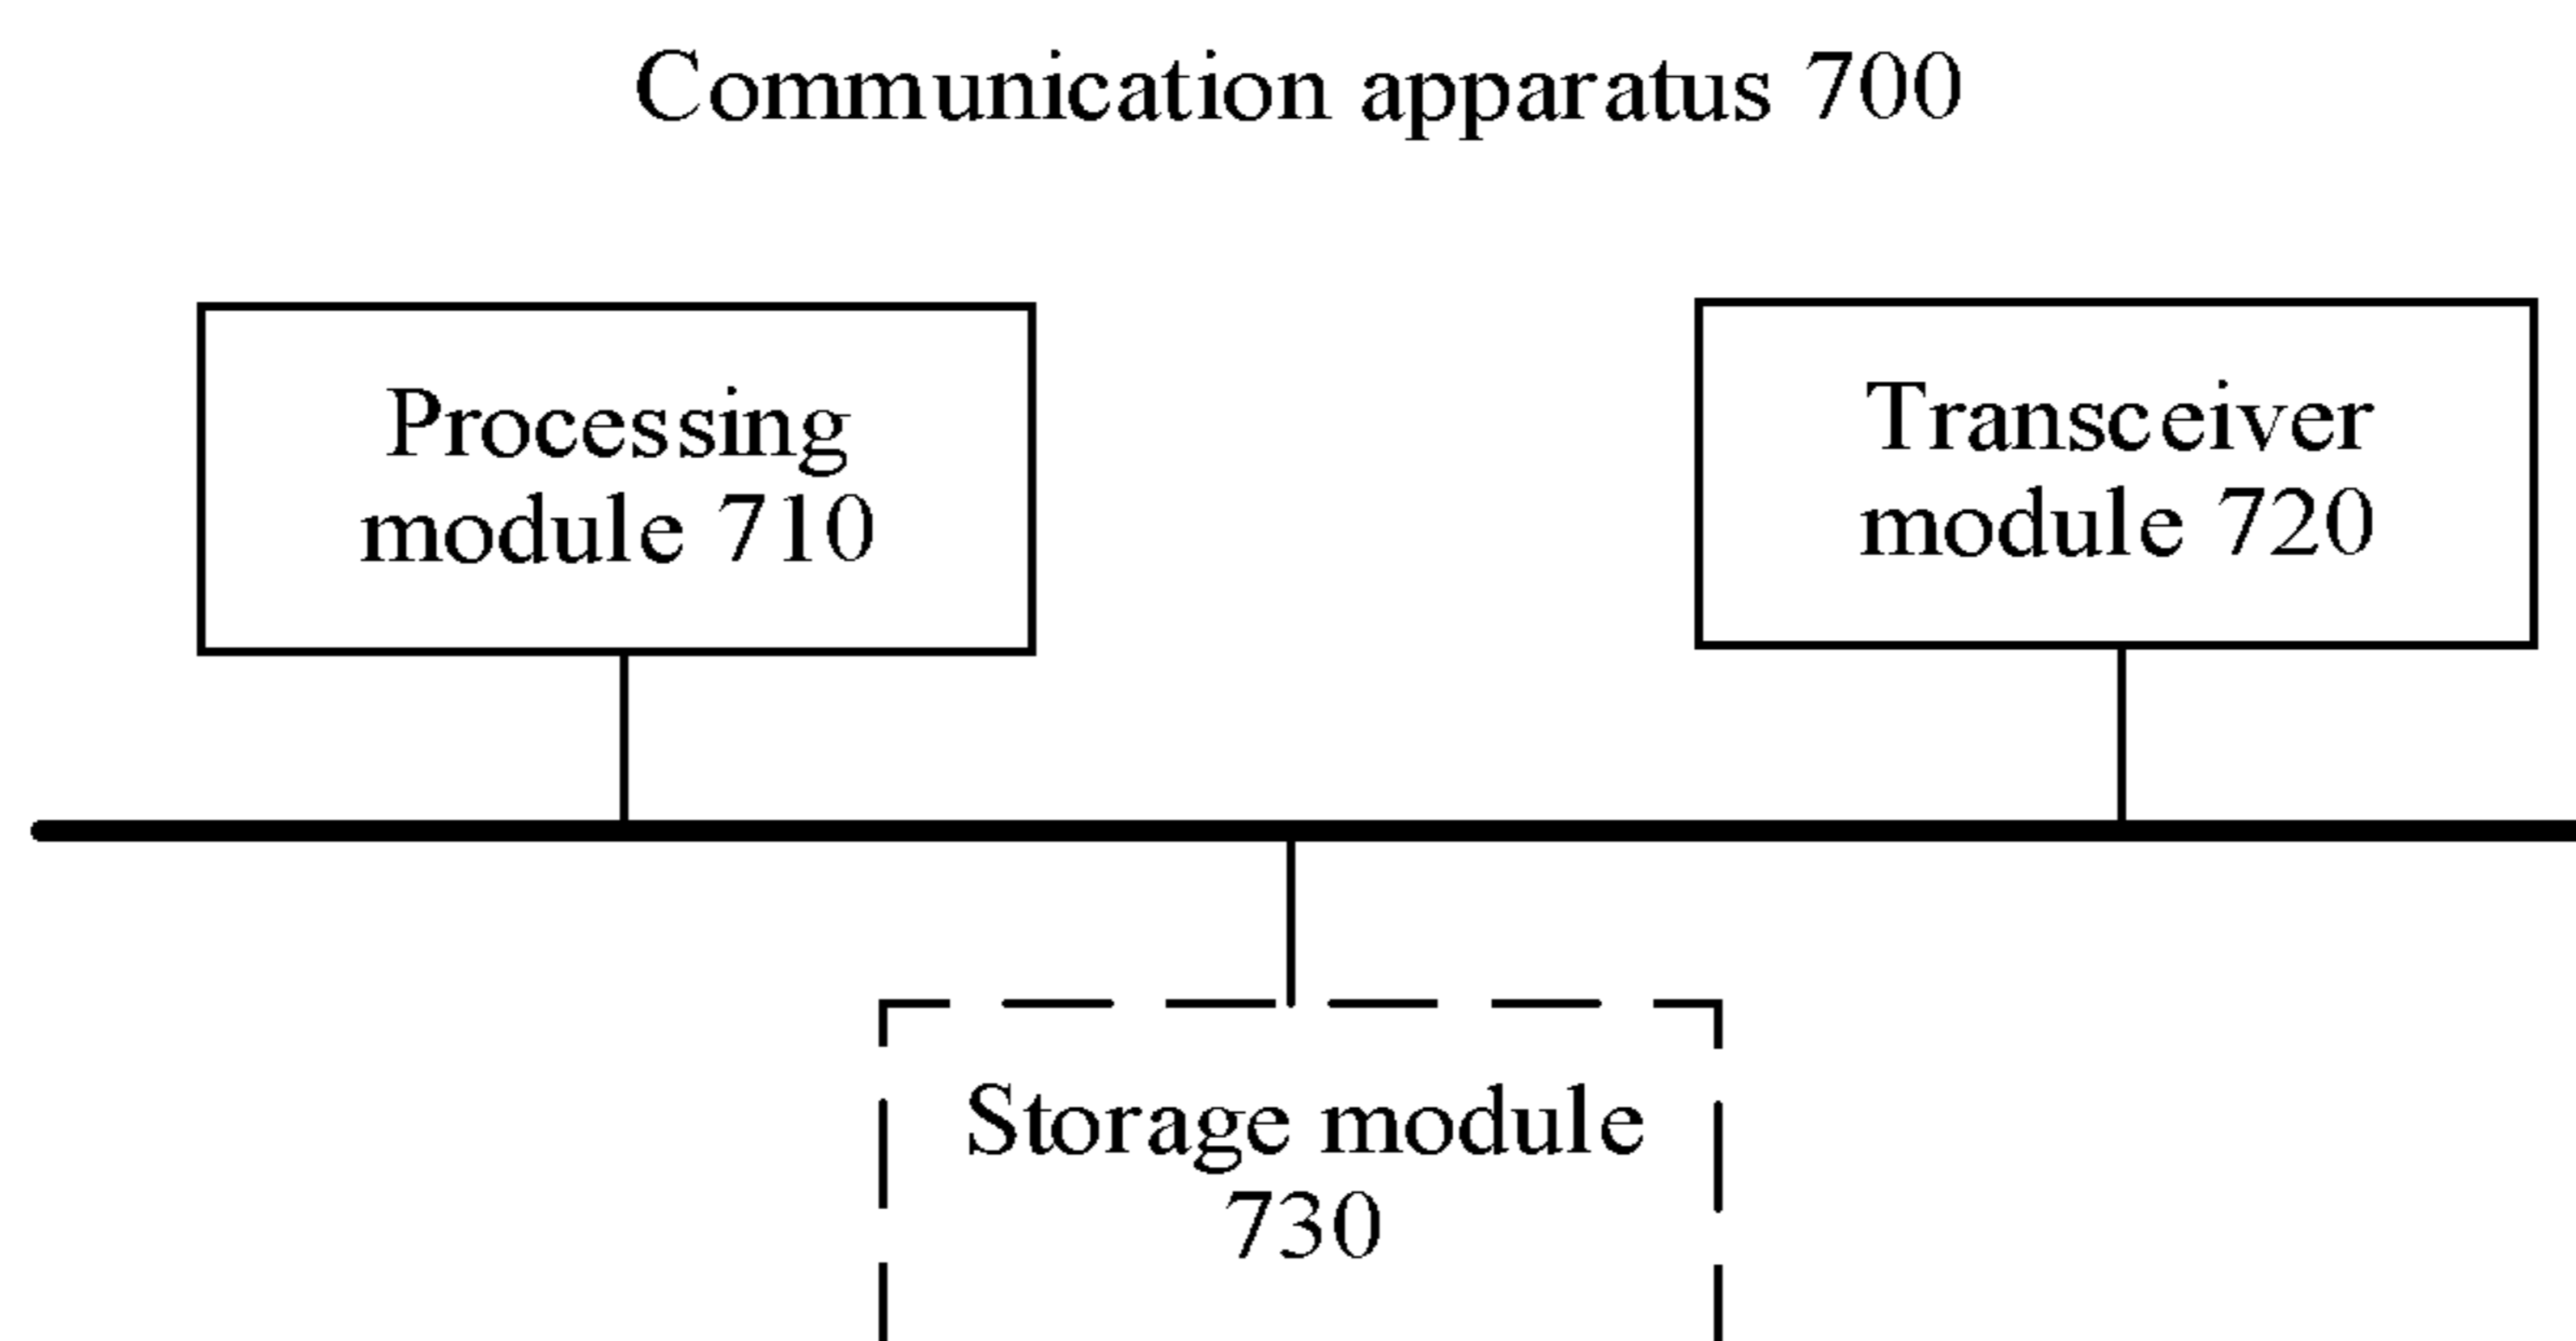 Communication apparatus 700
Processing
module 710
Transceiver
module 720
Storage module
730